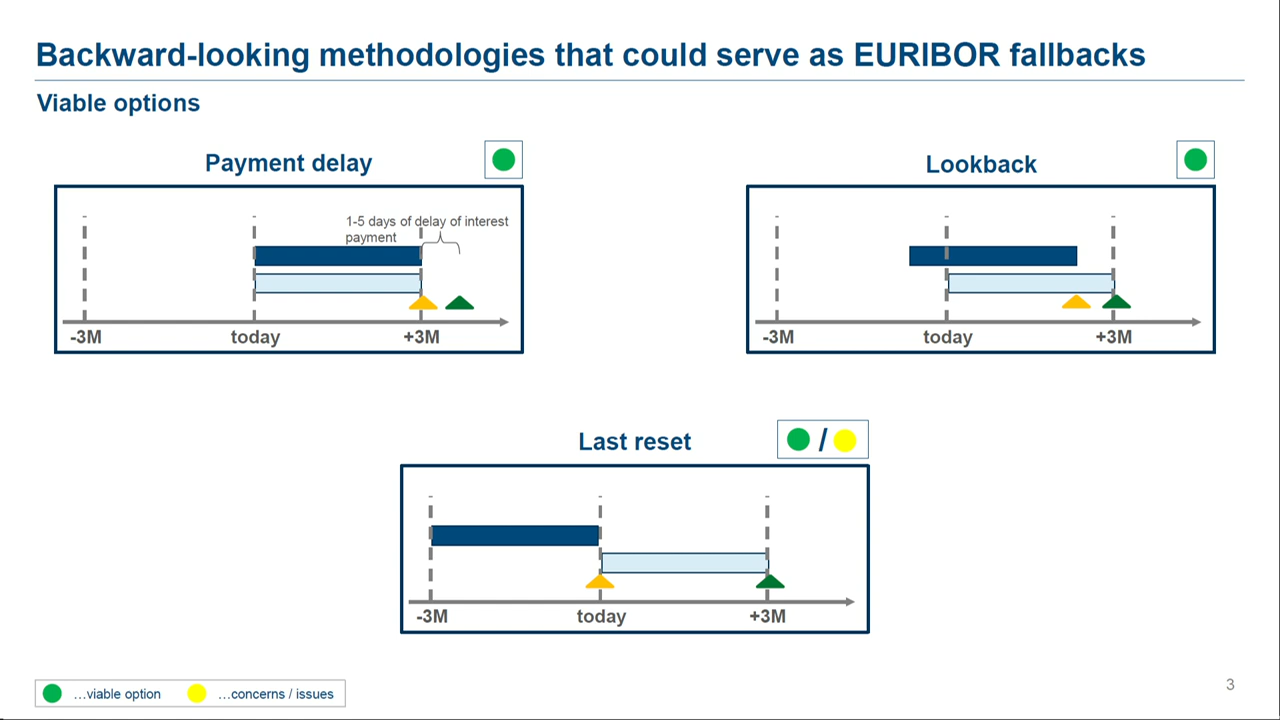 Backward-looking methodologies that could serve as EURIBOR fallbacks
Viable options
Payment delay
1-5 days of delay of interest
payment
-3M today +3M
Lookback
-3M today +3M
Last reset
/
-3M today +3M
…viable option …concerns / issues
3